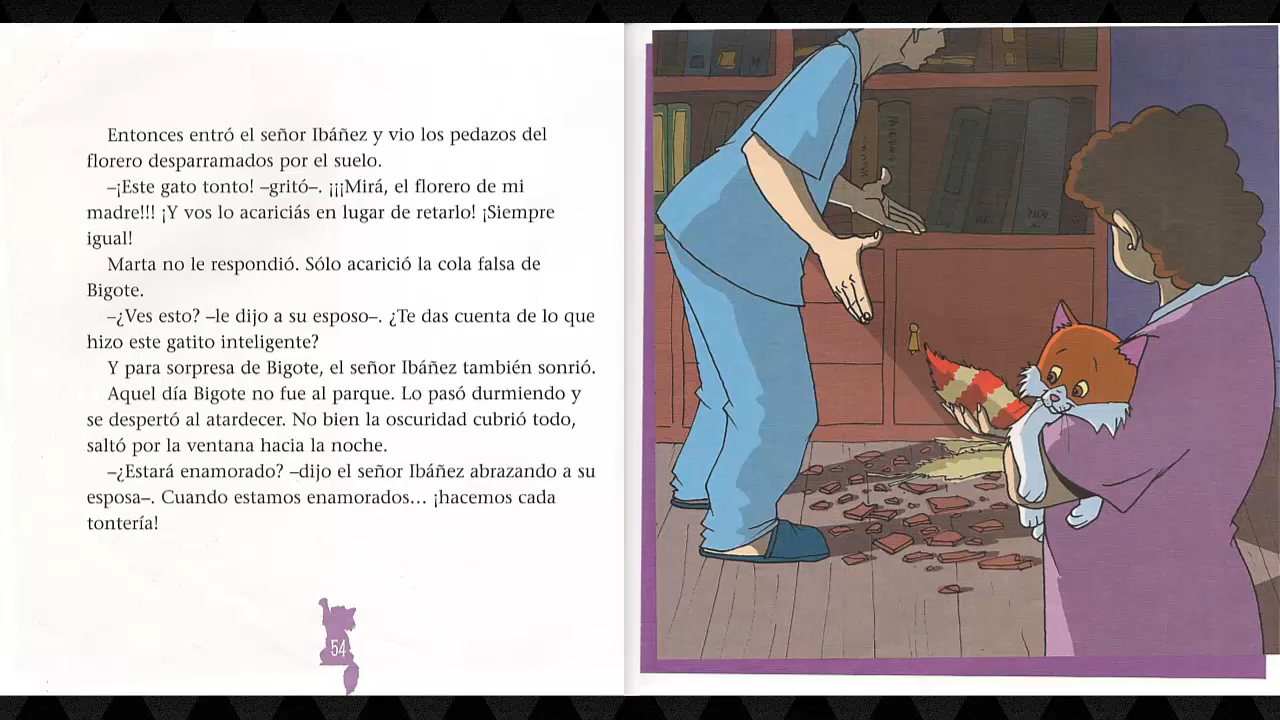 Entonces entró el señor Ibáñez y vio los pedazos del
florero desparramados por el suelo.
–¡Este gato tonto! –gritó–. ¡¡¡Mirá, el florero de mi
madre!!! ¡Y vos lo acariciás en lugar de retarlo! ¡Siempre
igual!
Marta no le respondió. Sólo acarició la cola falsa de
Bigote.
–¿Ves esto? –le dijo a su esposo–. ¿Te das cuenta de lo que
hizo este gatito inteligente?
Y para sorpresa de Bigote, el señor Ibáñez también sonrió.
Aquel día Bigote no fue al parque. Lo pasó durmiendo y
se despertó al atardecer. No bien la oscuridad cubrió todo,
saltó por la ventana hacia la noche.
–¿Estará enamorado? –dijo el señor Ibáñez abrazando a su
esposa–. Cuando estamos enamorados… ¡hacemos cada
tontería!
54